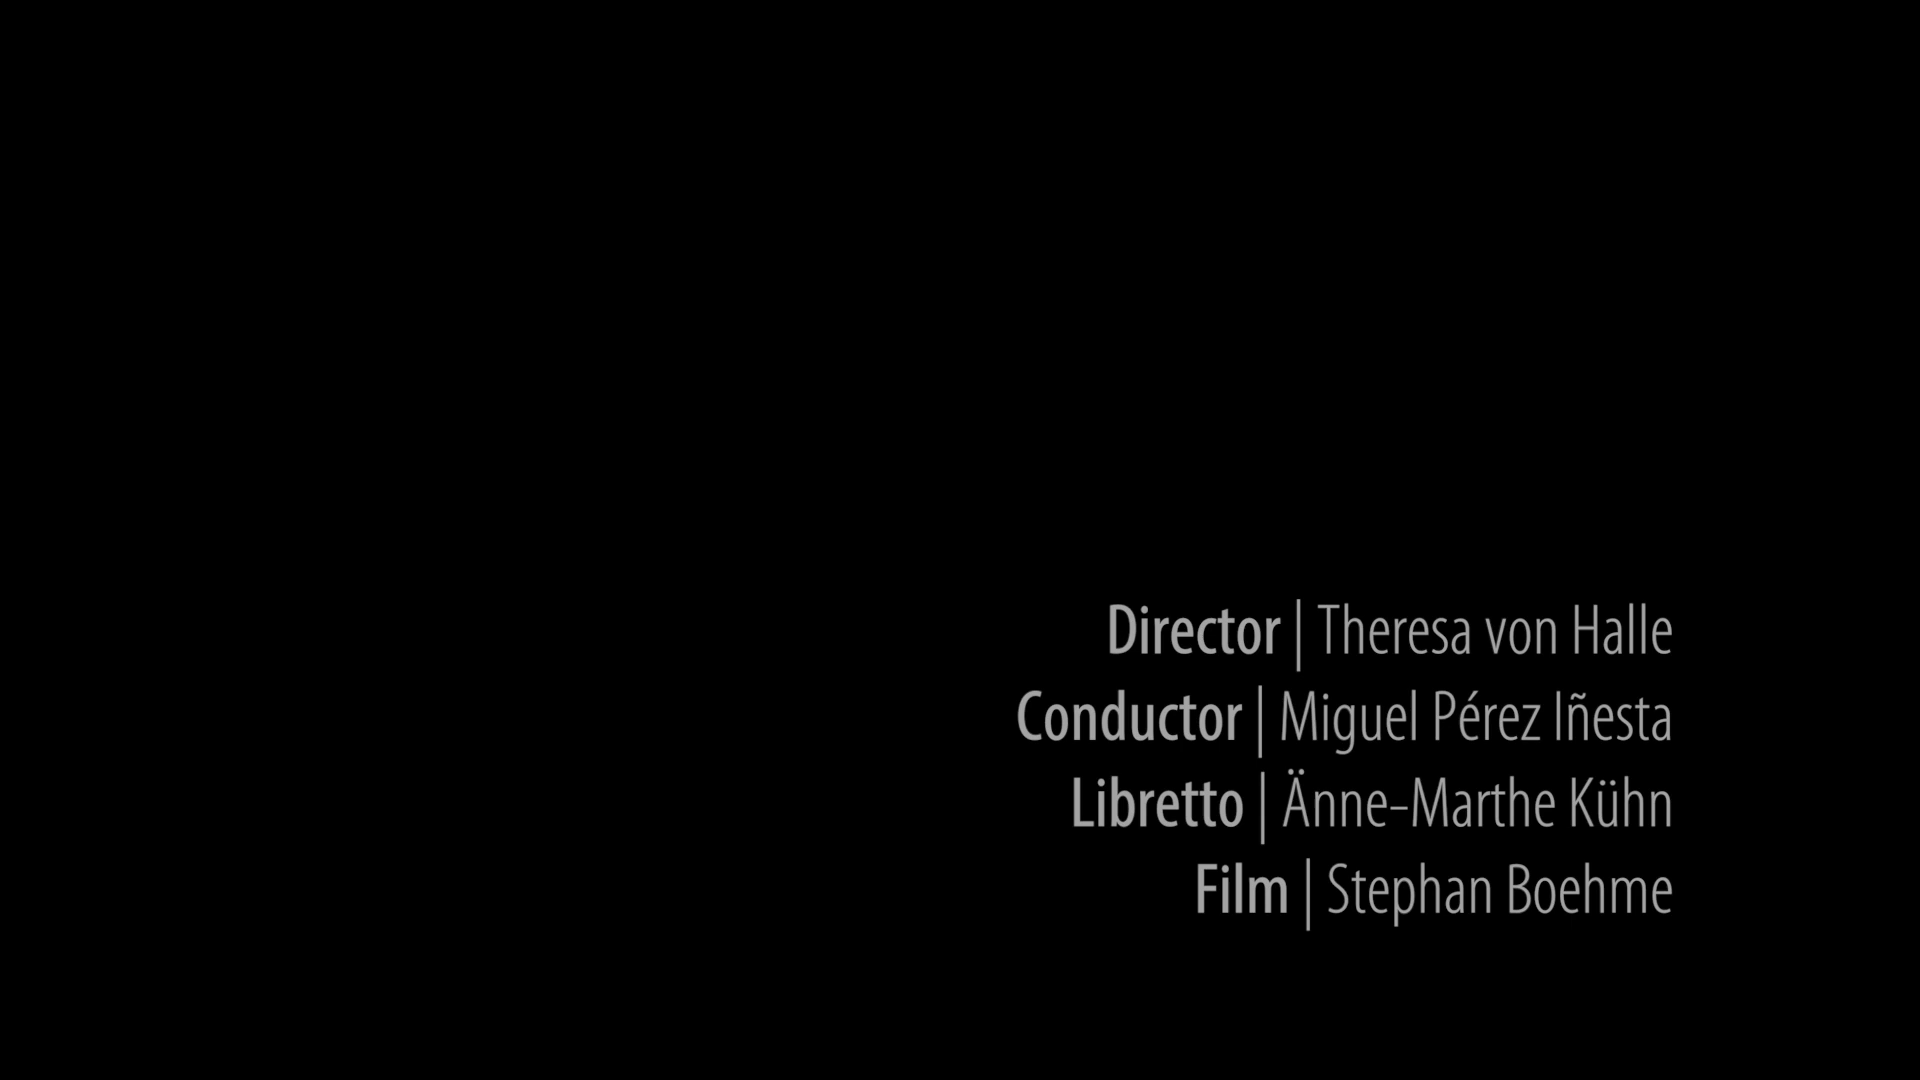 Director | Theresa von Halle
Conductor | Miguel Pérez Iñesta
Libretto | Änne-Marthe Kühn
Film | Stephan Boehme